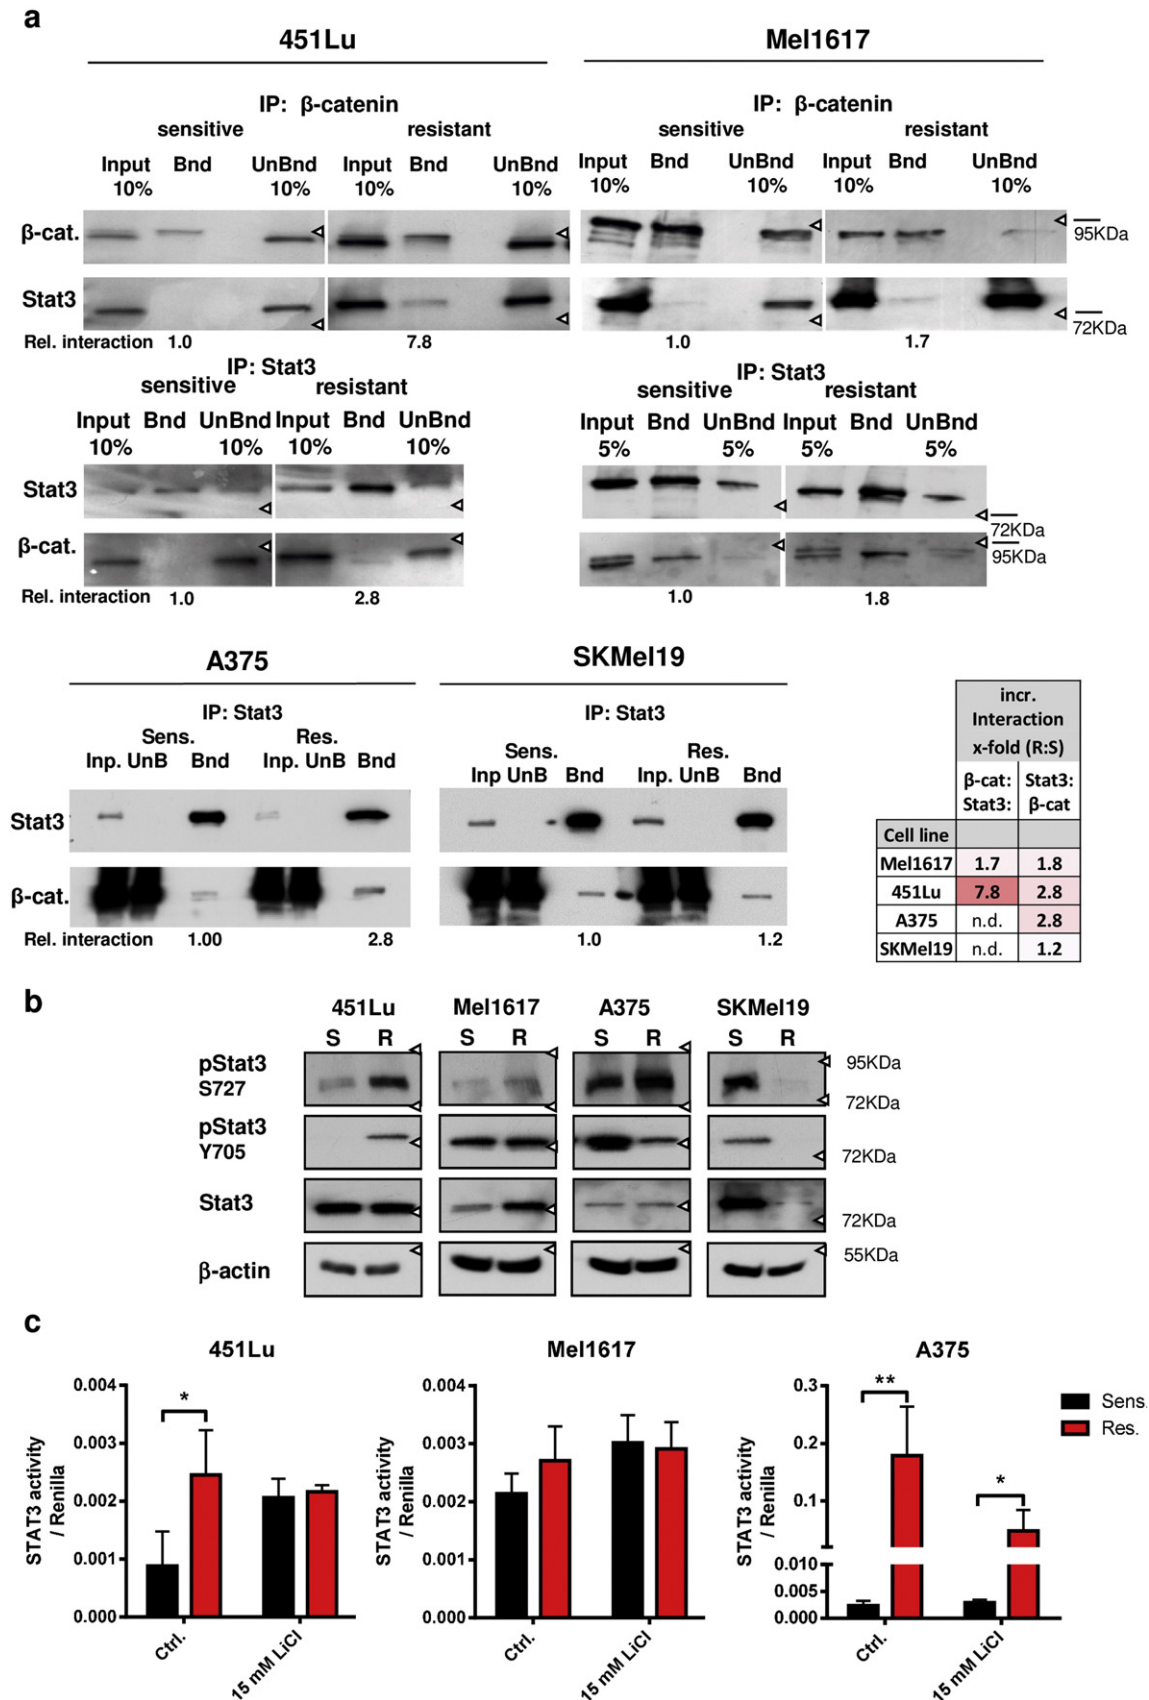 a
451Lu
Mel1617
IP: β-catenin
IP: β-catenin
sensitive
resistant
sensitive
resistant
Input Bnd UnBnd Input Bnd UnBnd
10% 10% 10% 10%
Input Bnd UnBnd Input Bnd UnBnd
10% 10% 10% 10%
β-cat.
95KDa
Stat3
72KDa
Rel. interaction 1.0 7.8 1.0 1.7
IP: Stat3
IP: Stat3
sensitive resistant
sensitive resistant
Input Bnd UnBnd Input Bnd UnBnd
10% 10% 10% 10%
Input Bnd UnBnd Input Bnd UnBnd
5% 5% 5% 5%
Stat3
72KDa
β-cat.
95KDa
Rel. interaction 1.0 2.8 1.0 1.8
A375
SKMel19
IP: Stat3
IP: Stat3
Sens. Res.
Sens. Res.
Inp. UnB Bnd Inp. UnB Bnd
Inp UnB Bnd Inp. UnB Bnd
Stat3
β-cat.
Rel. interaction 1.00 2.8 1.0 1.2
incr.
Interaction
x-fold (R:S)
β-cat: Stat3:
Stat3: β-cat
Cell line
Mel1617 1.7 1.8
451Lu 7.8 2.8
A375 n.d. 2.8
SKMel19 n.d. 1.2
b
451Lu Mel1617 A375 SKMel19
S R S R S R S R
pStat3
S727
95KDa
72KDa
pStat3
Y705
72KDa
Stat3
72KDa
β-actin
55KDa
c
451Lu
Mel1617
A375
STAT3 activity
/ Renilla
0.004
0.003
0.002
0.001
0.000
*
Ctrl.
15 mM LiCl
STAT3 activity
/ Renilla
0.004
0.003
0.002
0.001
0.000
Ctrl.
15 mM LiCl
STAT3 activity
/ Renilla
0.3
0.2
0.1
0.010
0.005
0.000
**
*
Ctrl.
15 mM LiCl
Sens.
Res.